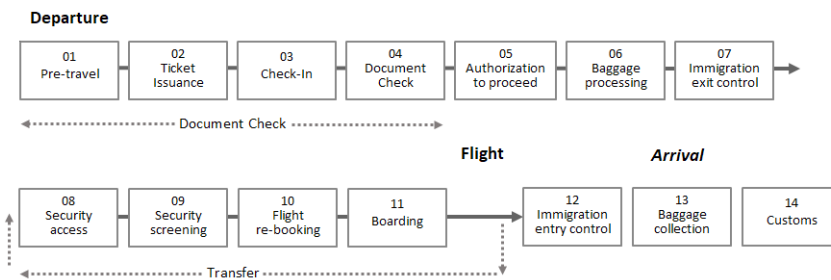 Departure
01
Pre-travel
02
Ticket
Issuance
03
Check-In
04
Document
Check
05
Authorization
to proceed
06
Baggage
processing
07
Immigration
exit control
Document Check
Flight
Arrival
08
Security
access
09
Security
screening
10
Flight
re-booking
11
Boarding
12
Immigration
entry control
13
Baggage
collection
14
Customs
Transfer